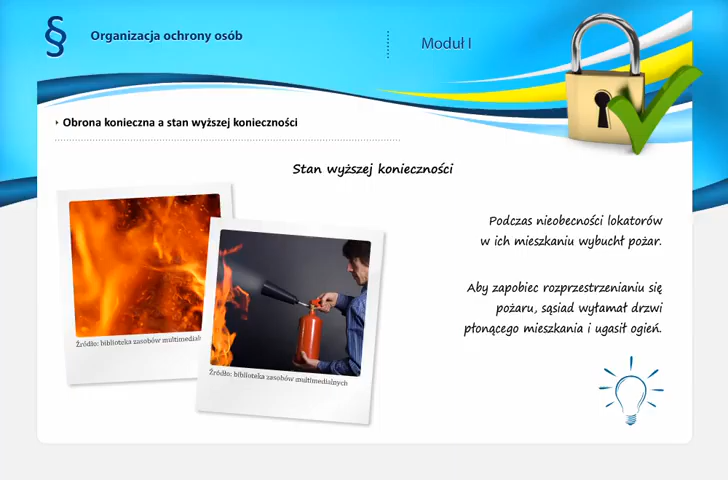 §
Organizacja ochrony osób
Moduł I
Obrona konieczna a stan wyższej konieczności
Stan wyższej konieczności
Podczas nieobecności lokatorów
w ich mieszkaniu wybuchł pożar.
Aby zapobiec rozprzestrzenianiu się
pożaru, sąsiad wyłamał drzwi
płonącego mieszkania i ugasił ogień.
Źródło: biblioteka zasobów multimedial
Źródło: biblioteka zasobów multimedialnych